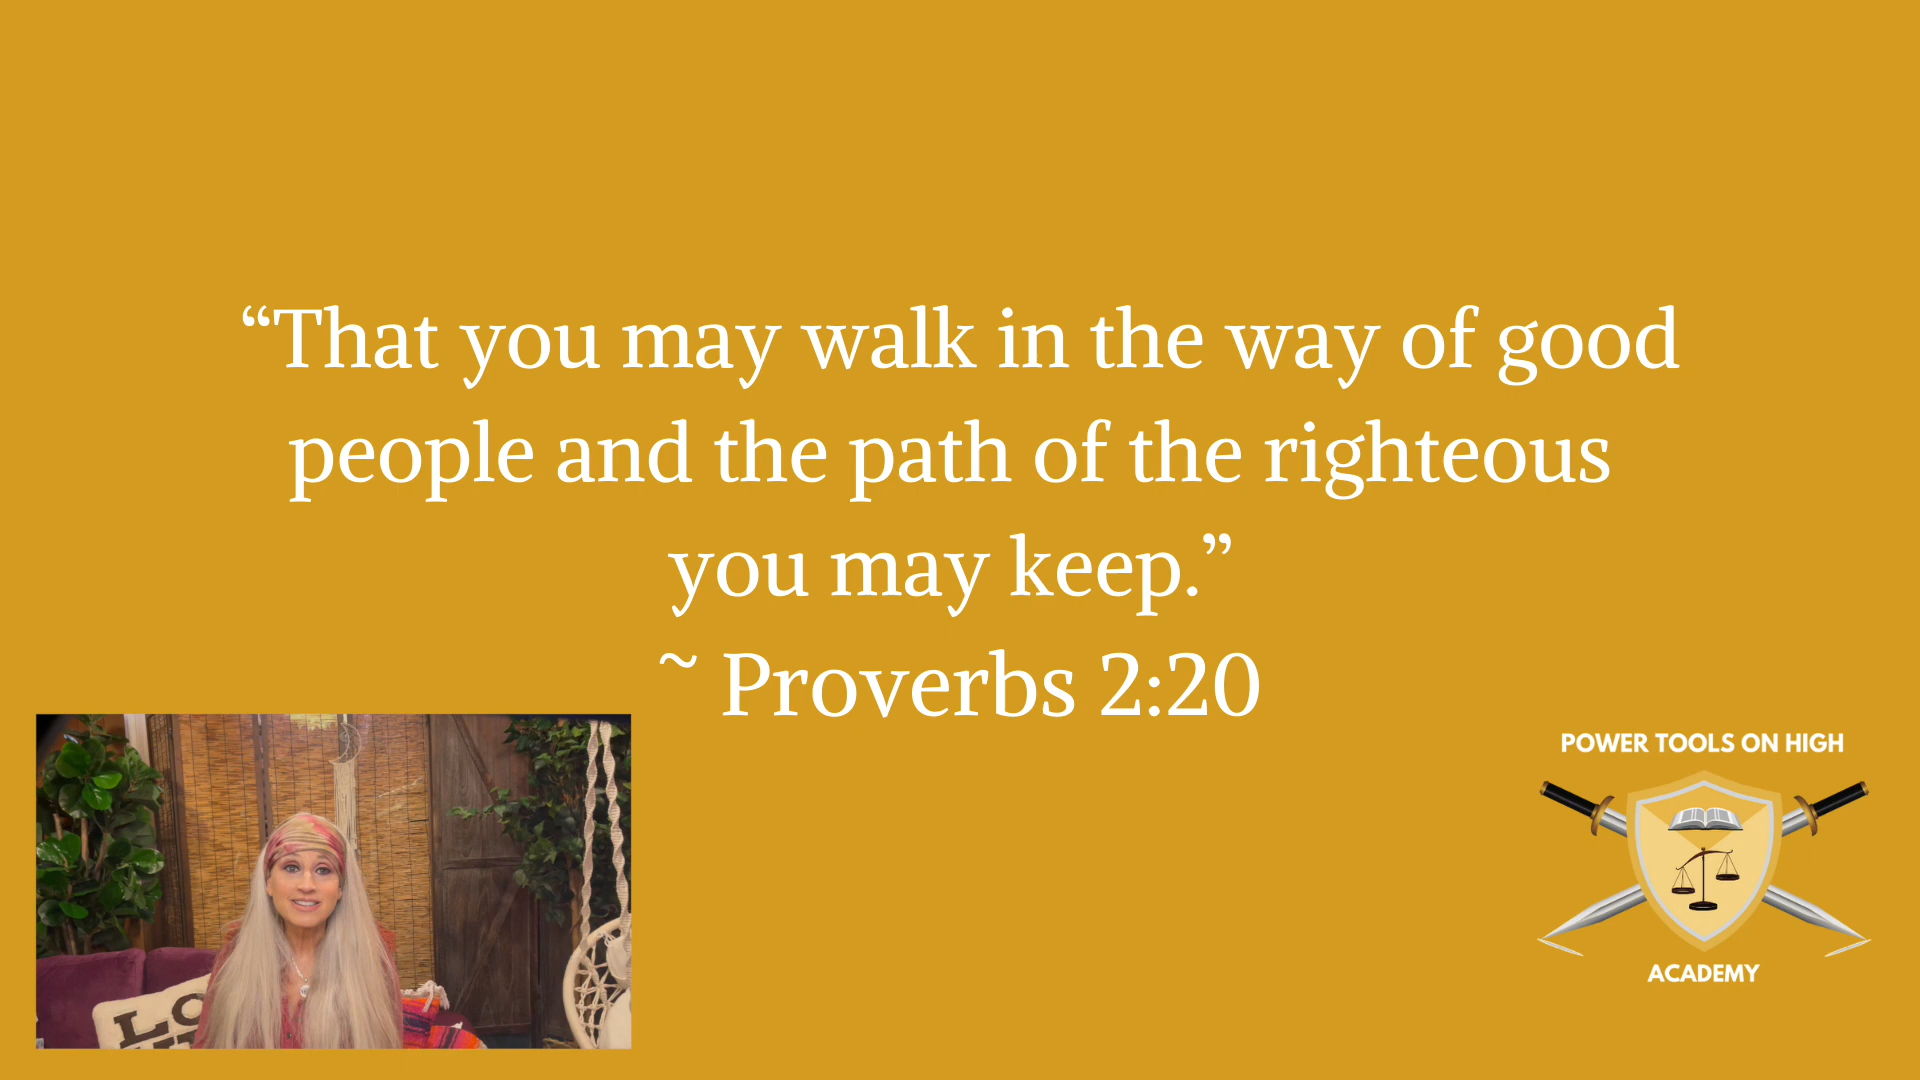 “That you may walk in the way of good
people and the path of the righteous
you may keep.”
~ Proverbs 2:20
POWER TOOLS ON HIGH
ACADEMY